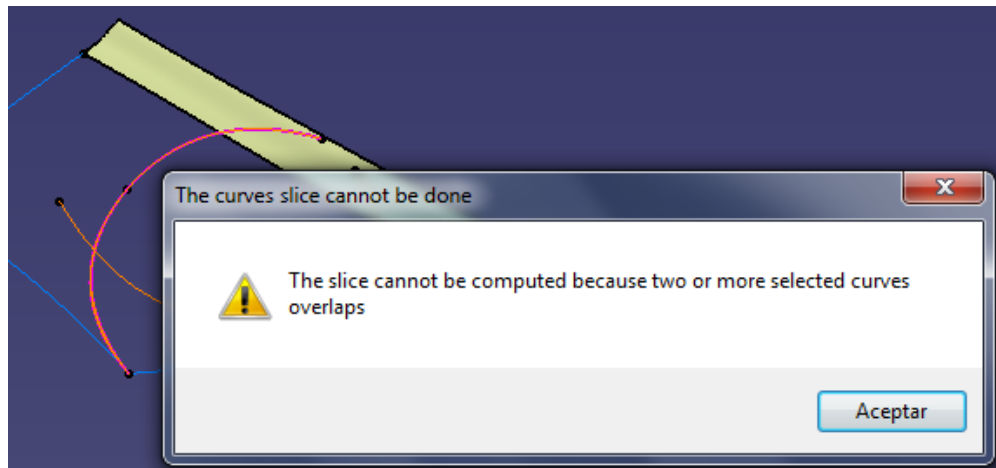 The curves slice cannot be done
The slice cannot be computed because two or more selected curves
overlaps
Aceptar